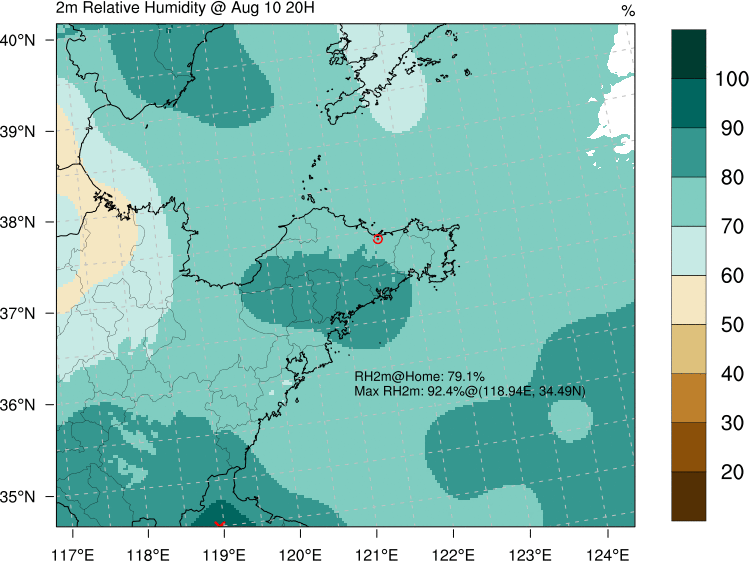 2m Relative Humidity @ Aug 10 20H
%
40°N
39°N
38°N
37°N
36°N
35°N
117°E
118°E
119°E
120°E
121°E
122°E
123°E
124°E
RH2m@Home: 79.1%
Max RH2m: 92.4%@(118.94E, 34.49N)
100
90
80
70
60
50
40
30
20